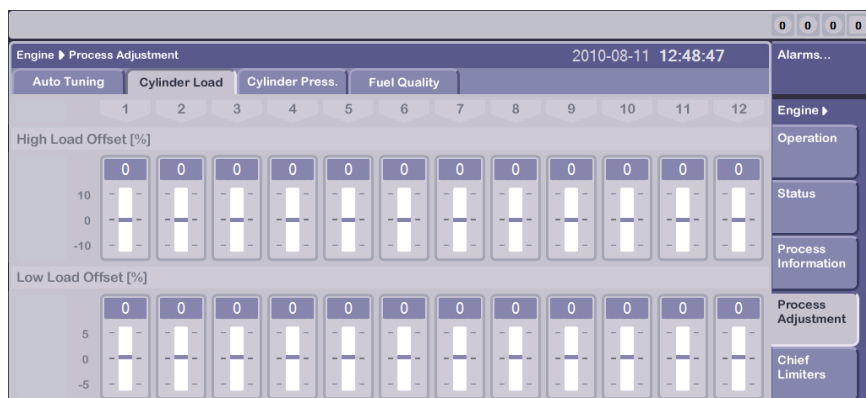 0 0 0 0
Engine Process Adjustment 2010-08-11 12:48:47 Alarms...
Auto Tuning Cylinder Load Cylinder Press. Fuel Quality
1 2 3 4 5 6 7 8 9 10 11 12
Engine
High Load Offset [%]
Operation
0 0 0 0 0 0 0 0 0 0 0 0
10
0
-10
Status
Process
Information
Low Load Offset [%]
0 0 0 0 0 0 0 0 0 0 0 0
5
0
-5
Process
Adjustment
Chief
Limiters